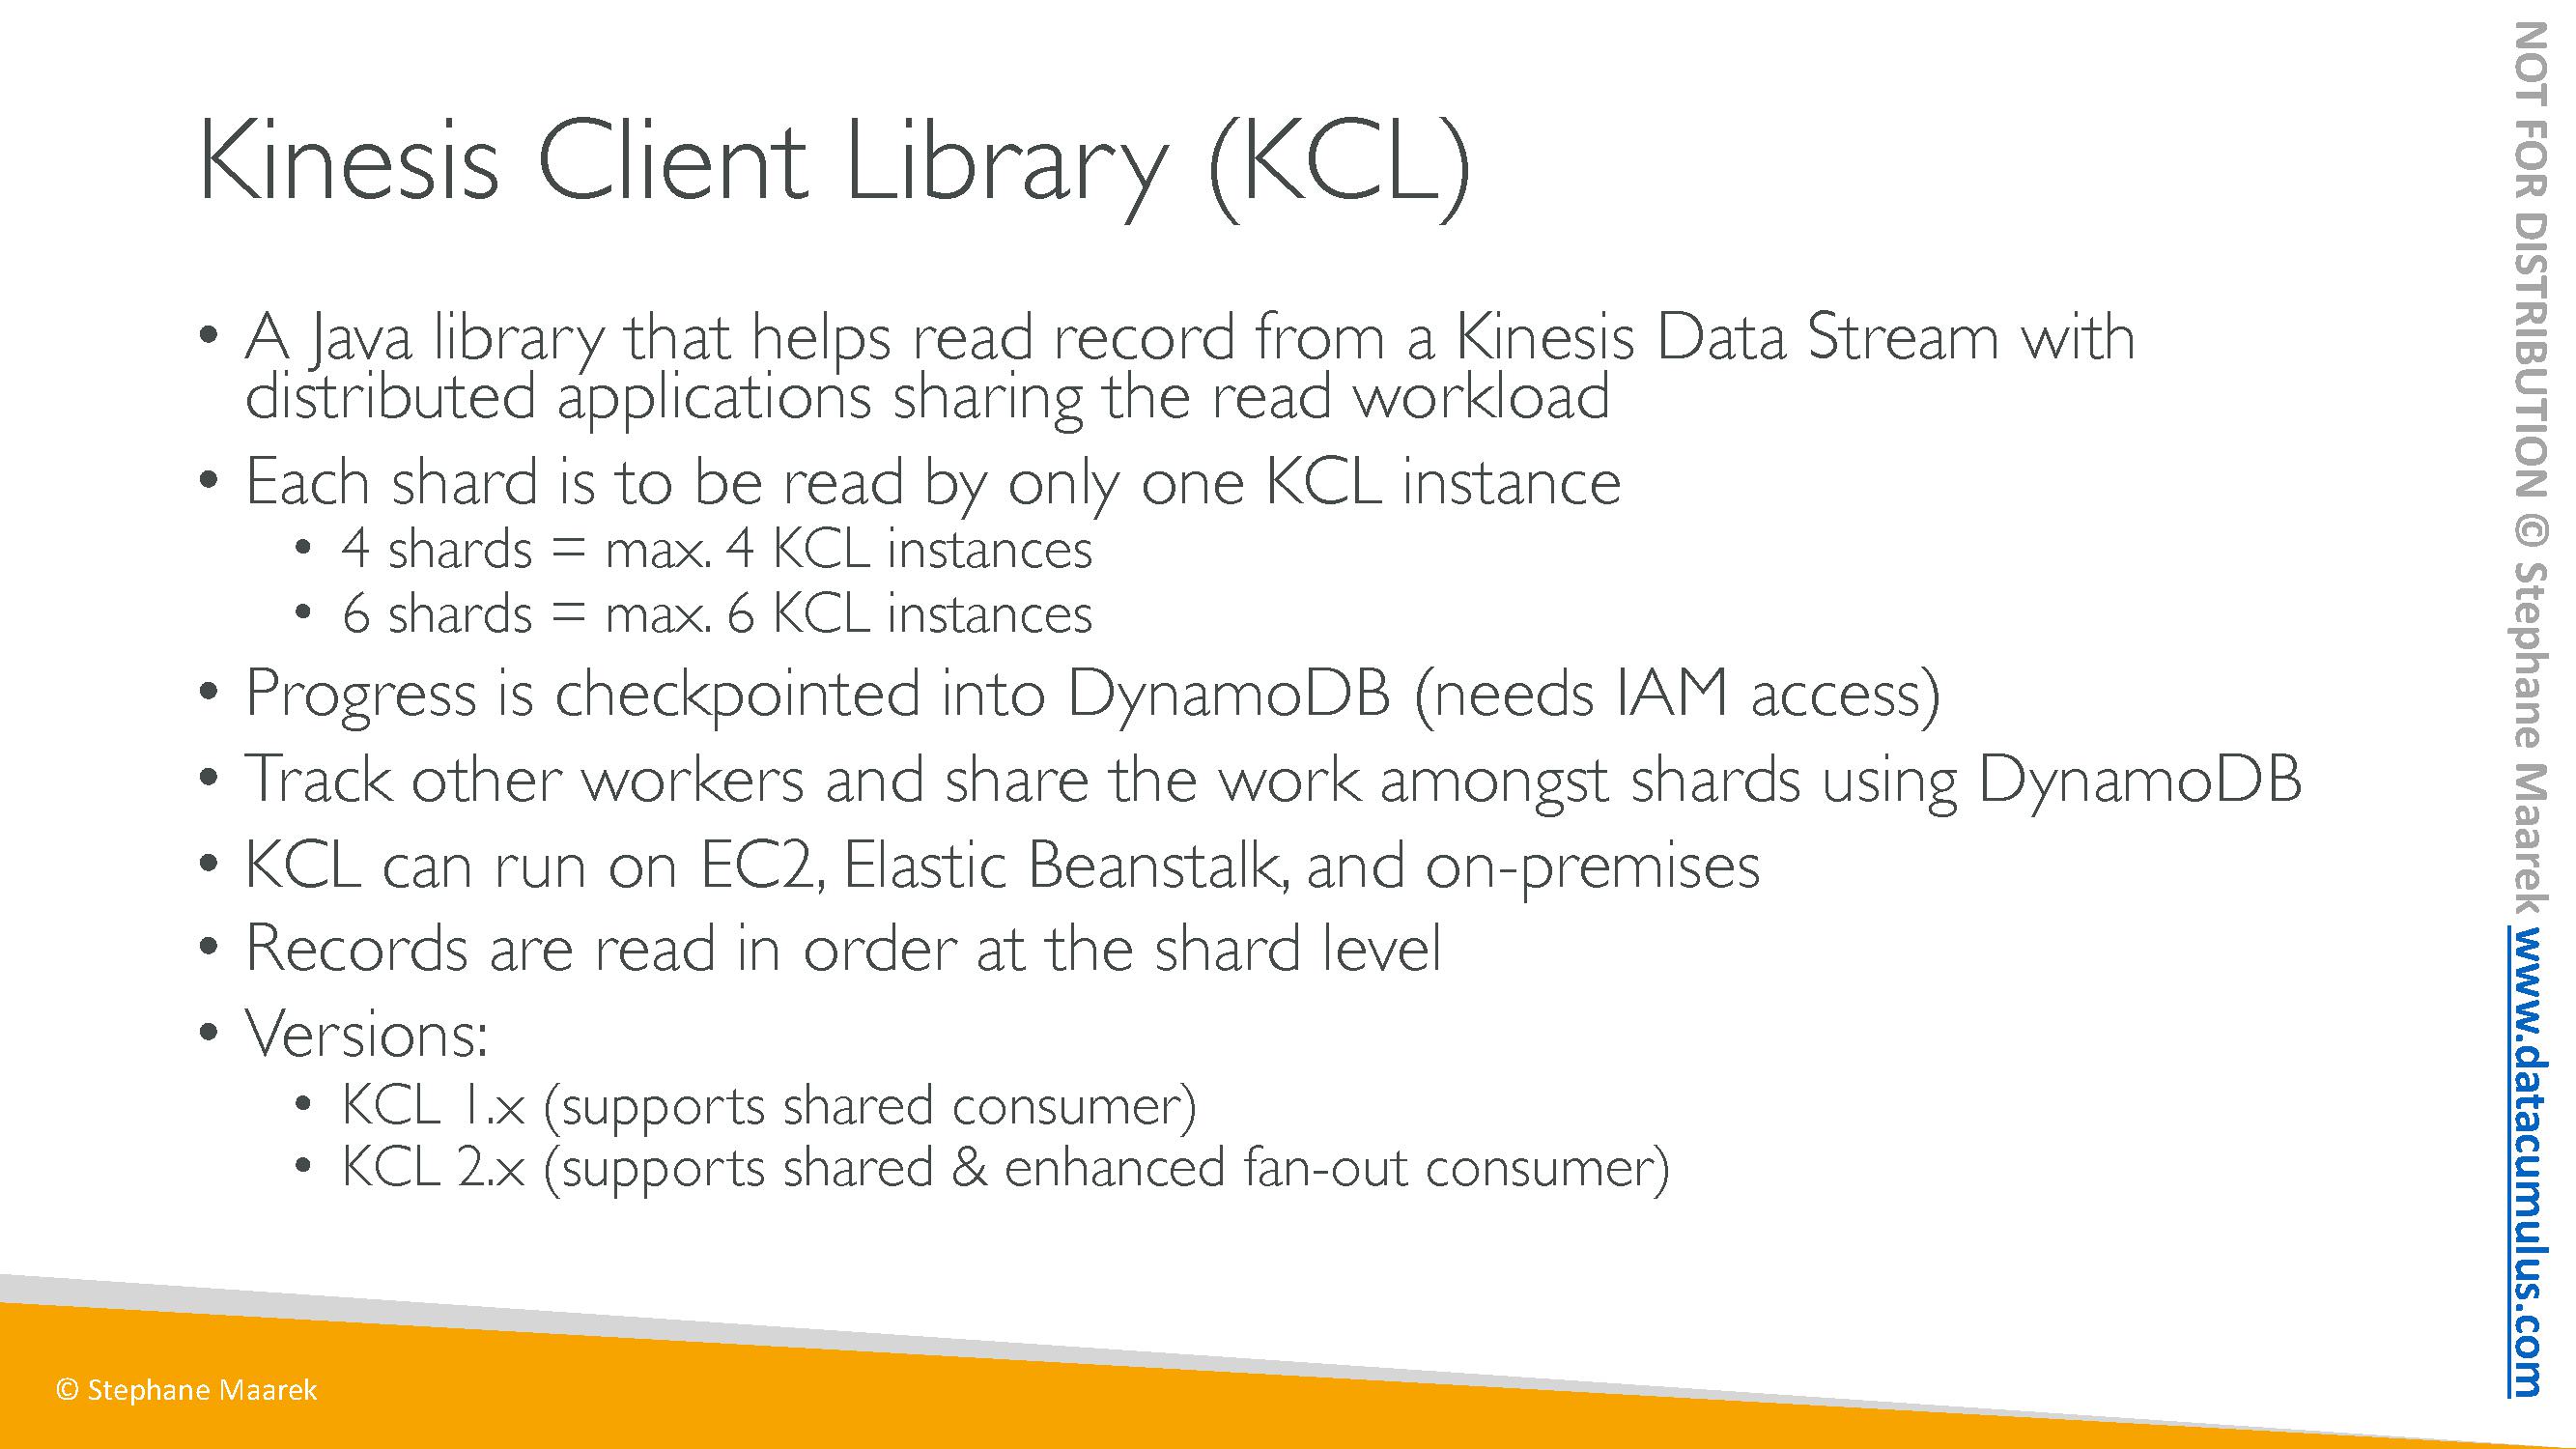 Kinesis Client Library (KCL)
• A Java library that helps read record from a Kinesis Data Stream with
distributed applications sharing the read workload
• Each shard is to be read by only one KCL instance
• 4 shards = max. 4 KCL instances
• 6 shards = max. 6 KCL instances
• Progress is checkpointed into DynamoDB (needs IAM access)
• Track other workers and share the work amongst shards using DynamoDB
• KCL can run on EC2, Elastic Beanstalk, and on-premises
• Records are read in order at the shard level
• Versions:
• KCL 1.x (supports shared consumer)
• KCL 2.x (supports shared & enhanced fan-out consumer)
© Stephane Maarek
NOT FOR DISTRIBUTION © Stephane Maarek www.datacumulus.com